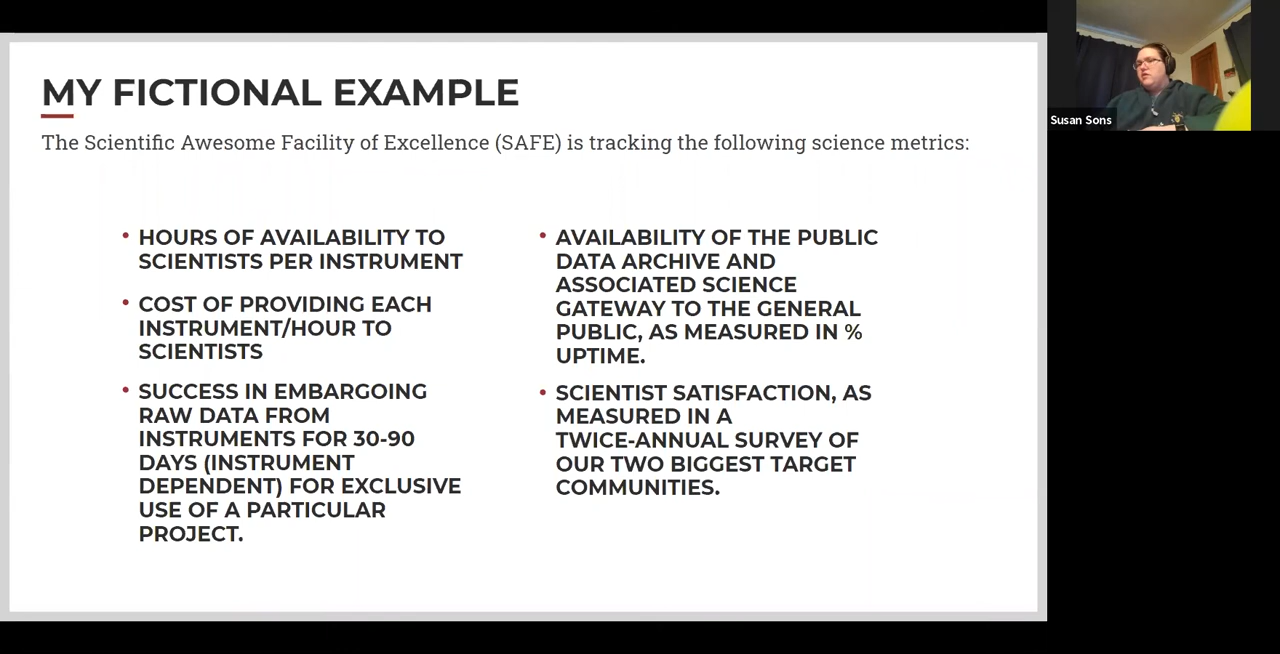 MY FICTIONAL EXAMPLE
The Scientific Awesome Facility of Excellence (SAFE) is tracking the following science metrics:
• HOURS OF AVAILABILITY TO
SCIENTISTS PER INSTRUMENT
• COST OF PROVIDING EACH
INSTRUMENT/HOUR TO
SCIENTISTS
• SUCCESS IN EMBARGOING
RAW DATA FROM
INSTRUMENTS FOR 30-90
DAYS (INSTRUMENT
DEPENDENT) FOR EXCLUSIVE
USE OF A PARTICULAR
PROJECT.
• AVAILABILITY OF THE PUBLIC
DATA ARCHIVE AND
ASSOCIATED SCIENCE
GATEWAY TO THE GENERAL
PUBLIC, AS MEASURED IN %
UPTIME.
• SCIENTIST SATISFACTION, AS
MEASURED IN A
TWICE-ANNUAL SURVEY OF
OUR TWO BIGGEST TARGET
COMMUNITIES.
Susan Sons